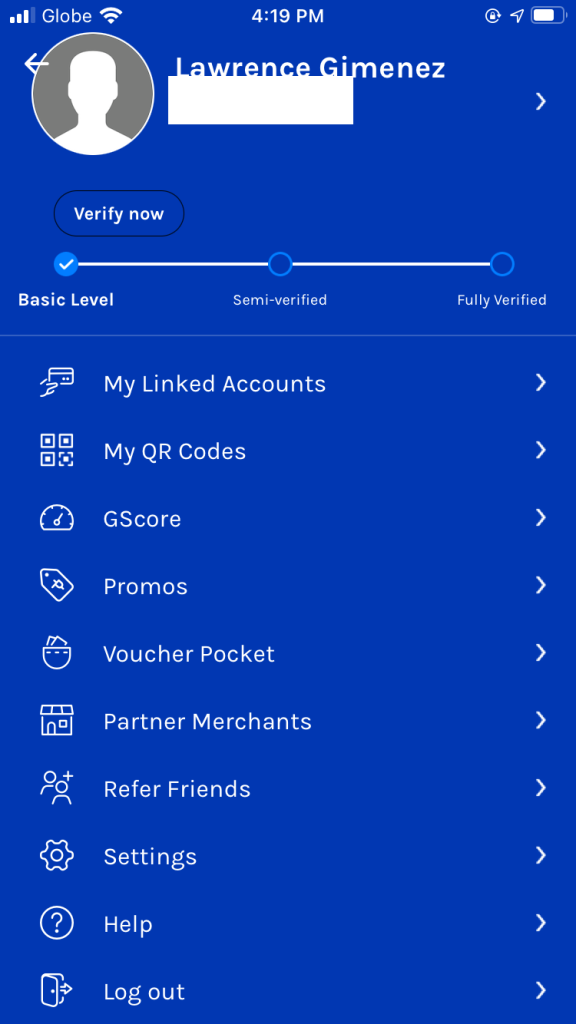 Globe 4:19 PM
Lawrence Gimenez
Verify now
Basic Level Semi-verified Fully Verified
My Linked Accounts
My QR Codes
GScore
Promos
Voucher Pocket
Partner Merchants
Refer Friends
Settings
Help
Log out